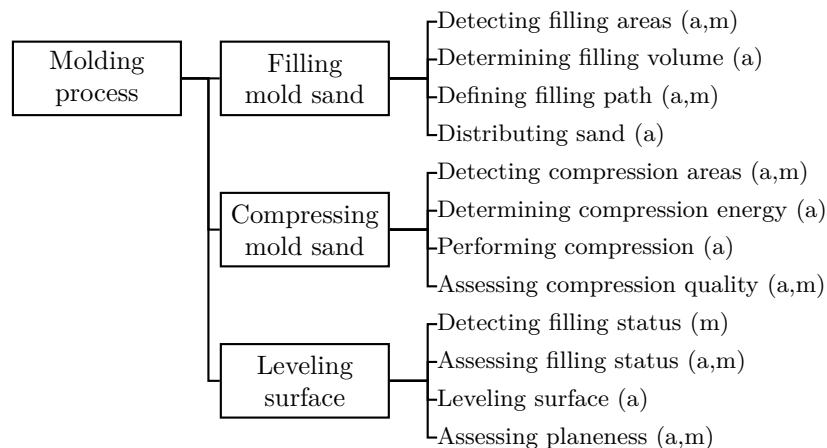 Molding
process
Filling
mold sand
Detecting filling areas (a,m)
Determining filling volume (a)
Defining filling path (a,m)
Distributing sand (a)
Compressing
mold sand
Detecting compression areas (a,m)
Determining compression energy (a)
Performing compression (a)
Assessing compression quality (a,m)
Leveling
surface
Detecting filling status (m)
Assessing filling status (a,m)
Leveling surface (a)
Assessing planeness (a,m)